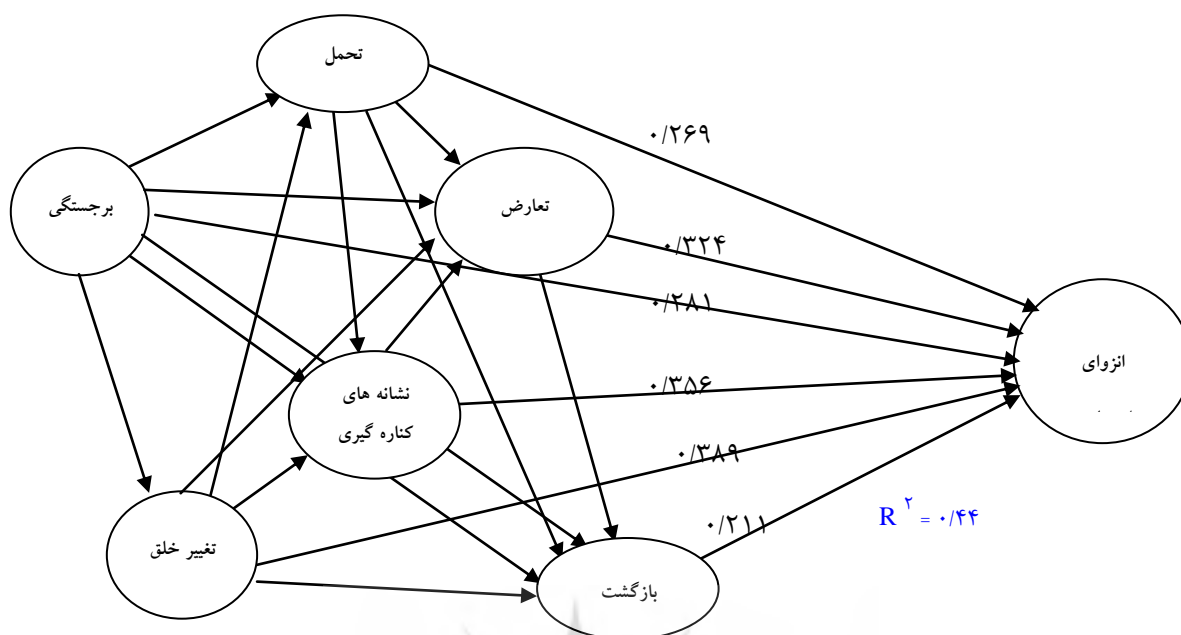 تحمل
۰/۲۶۹
برجستگی
تعارض
۰/۳۲۴
۰/۲۸۱
انزوای
نشانه های
کناره گیری
۰/۳۵۶
۰/۳۸۹
تغییر خلق
۰/۲۱۱
R ۲ = ۰/۴۴
بازگشت